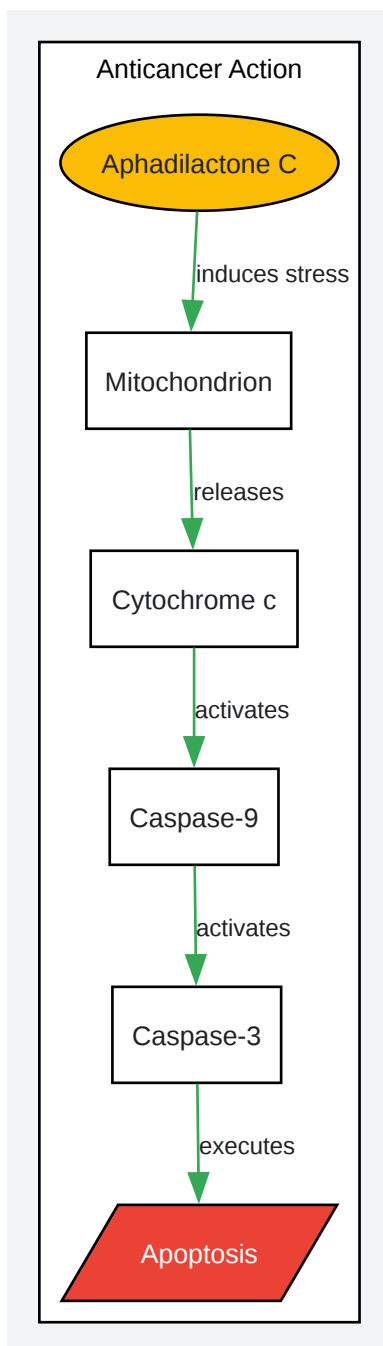 Anticancer Action
Aphadilactone C
induces stress
Mitochondrion
releases
Cytochrome c
activates
Caspase-9
activates
Caspase-3
executes
Apoptosis